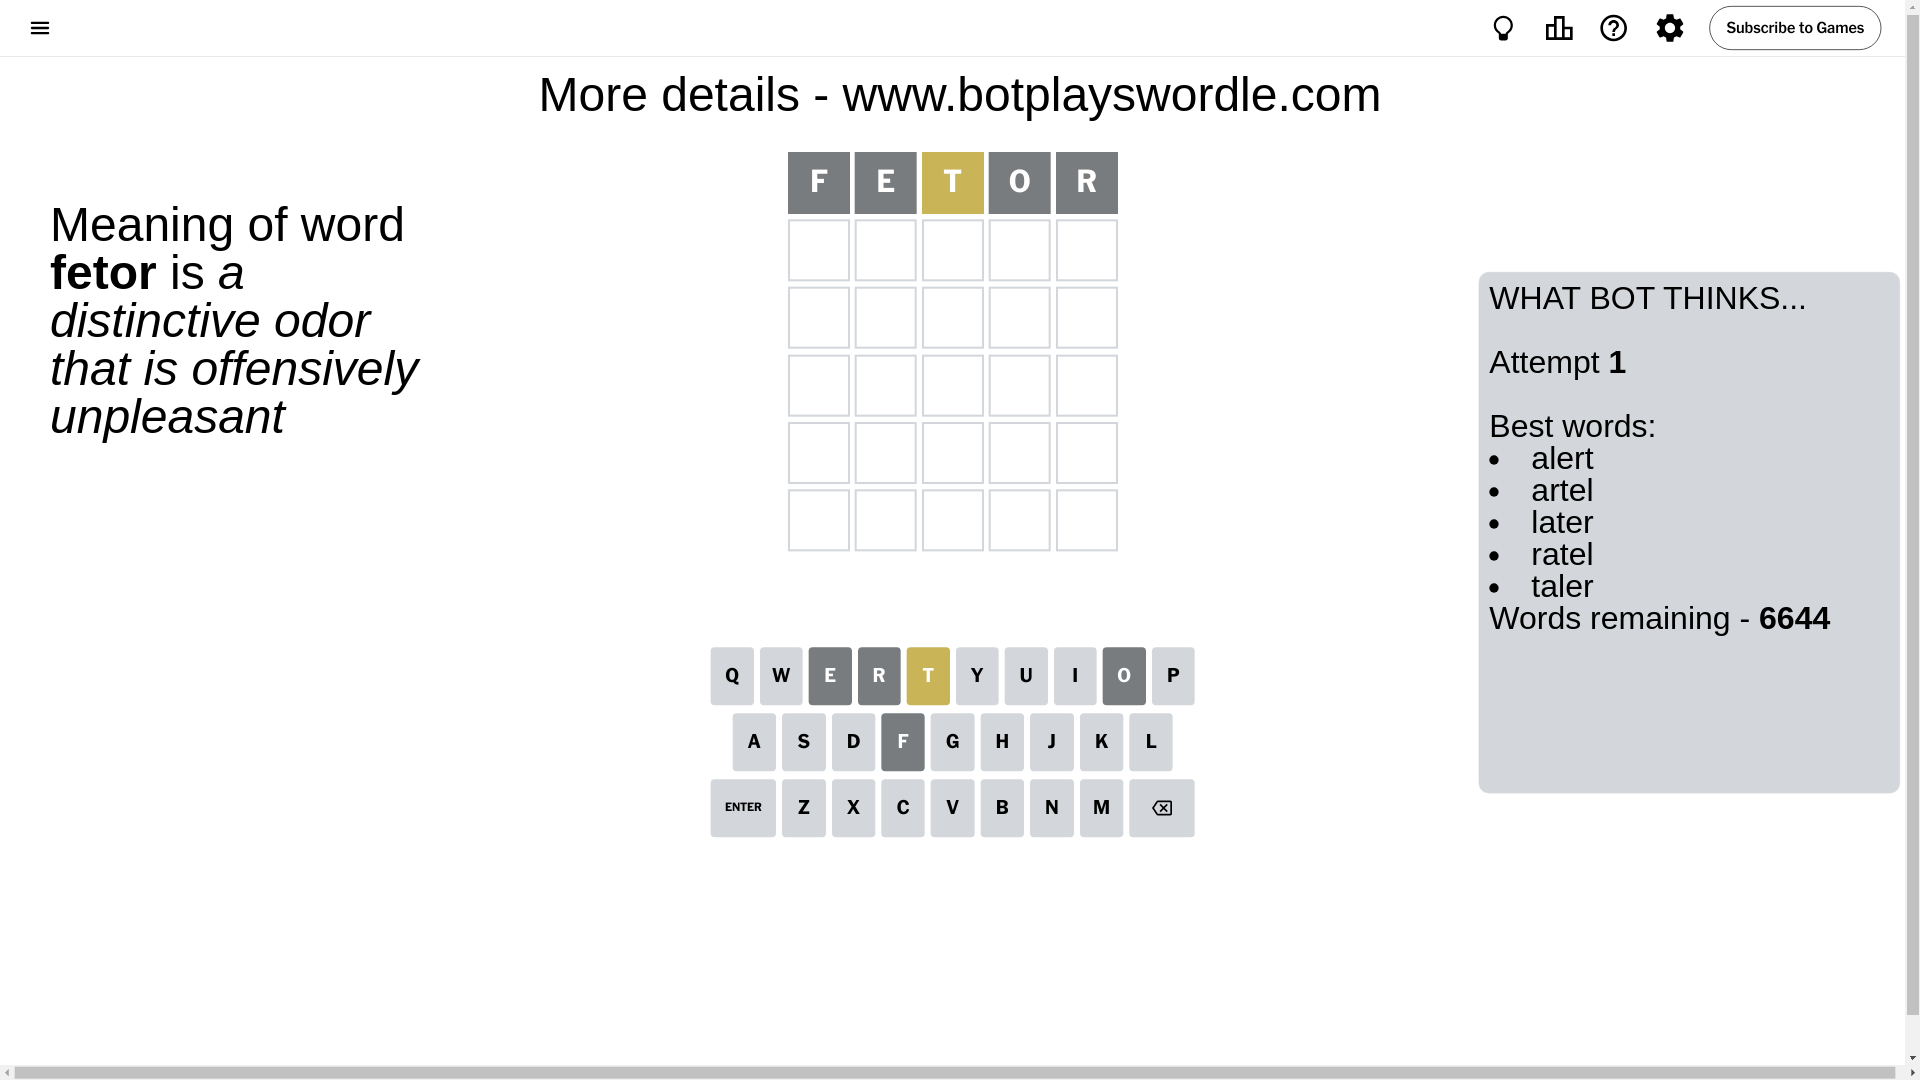 Subscribe to Games
More details - www.botplayswordle.com
Meaning of word
fetor is a
distinctive odor
that is offensively
unpleasant
F E T O R
WHAT BOT THINKS...
Attempt 1
Best words:
• alert
• artel
• later
• ratel
• taler
Words remaining - 6644
Q W E R T Y U I O P
A S D F G H J K L
ENTER Z X C V B N M